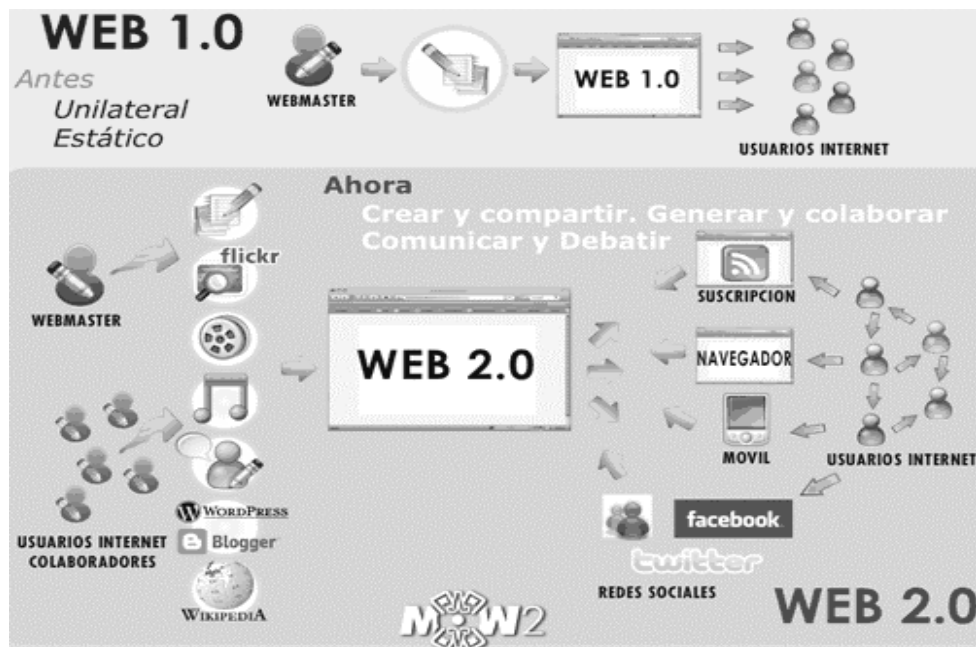 WEB 1.0
Antes
Unilateral
Estático
WEBMASTER
WEB 1.0
USUARIOS INTERNET
Ahora
Crear y compartir. Generar y colaborar
Comunicar y Debatir
WEBMASTER
flickr
WORDPRESS
Blogger
WIKIPEDIA
USUARIOS INTERNET
COLABORADORES
WEB 2.0
SUSCRIPCION
NAVEGADOR
MOVIL
USUARIOS INTERNET
facebook
twitter
REDES SOCIALES
MOW2
WEB 2.0